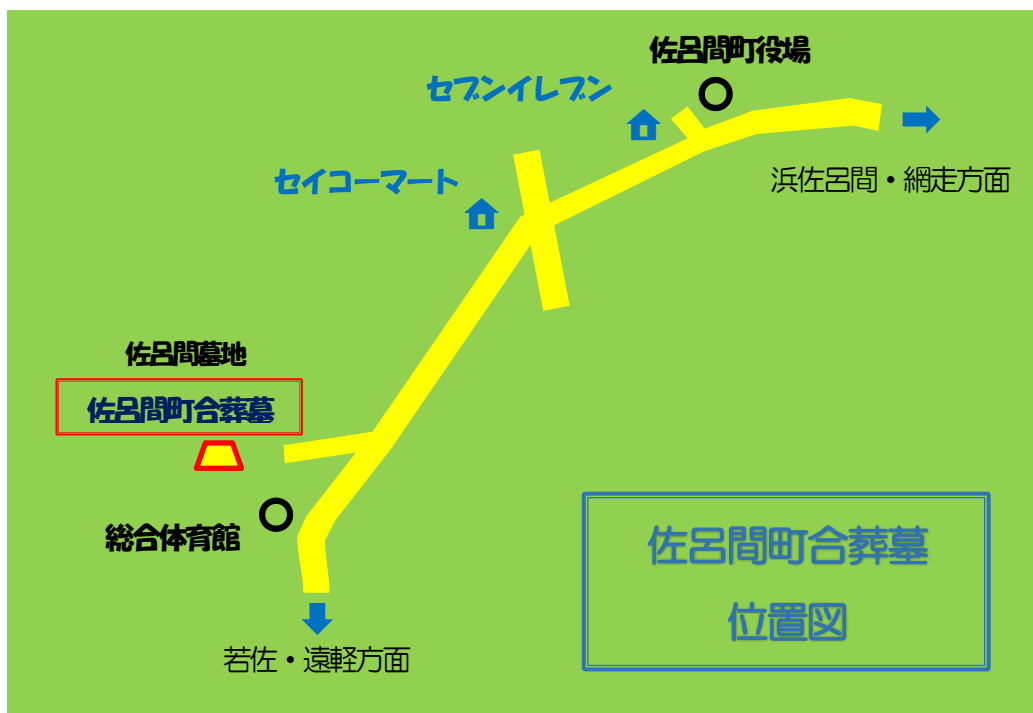 佐呂間町役場
セブンイレブン
浜佐呂間・網走方面
セイコーマート
佐呂間墓地
佐呂間町合葬墓
総合体育館
若佐・遠軽方面
佐呂間町合葬墓
位置図